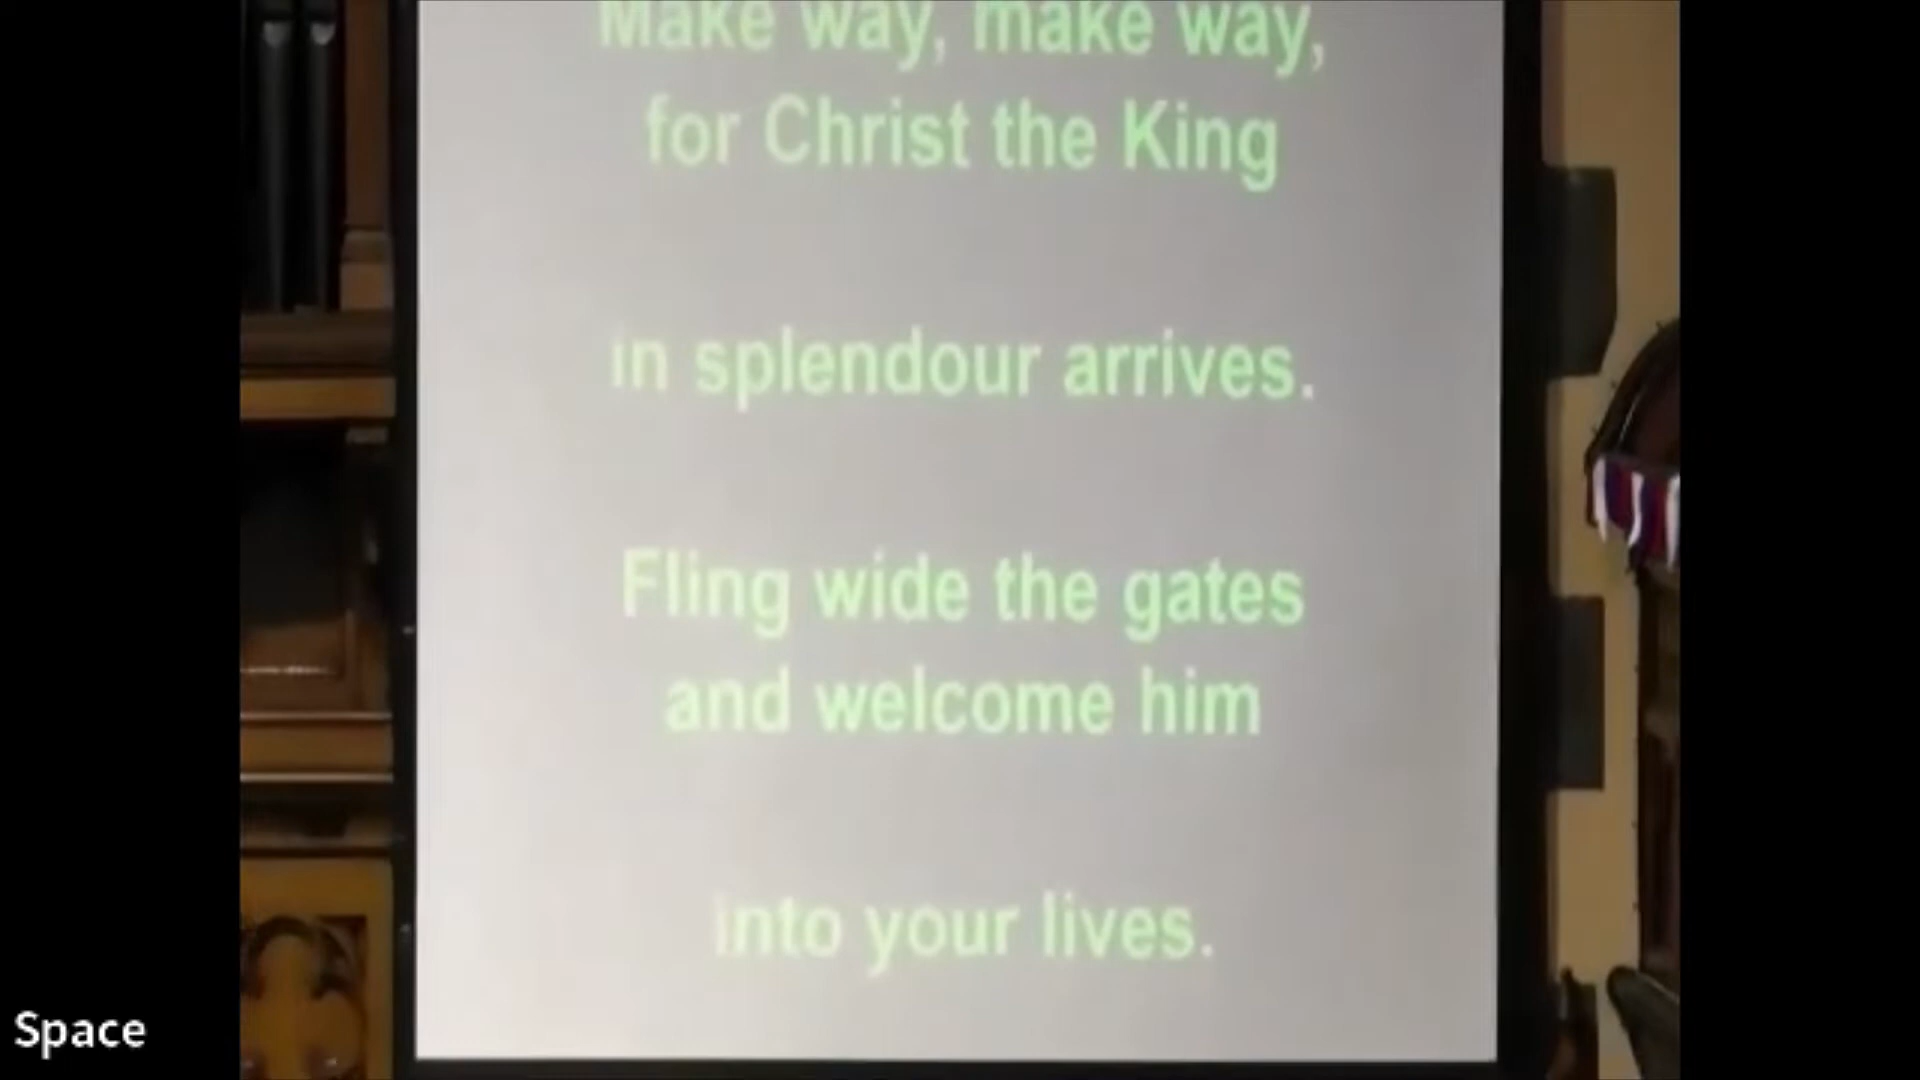 Make way, make way,
for Christ the King
in splendour arrives.
Fling wide the gates
and welcome him
into your lives.
Space